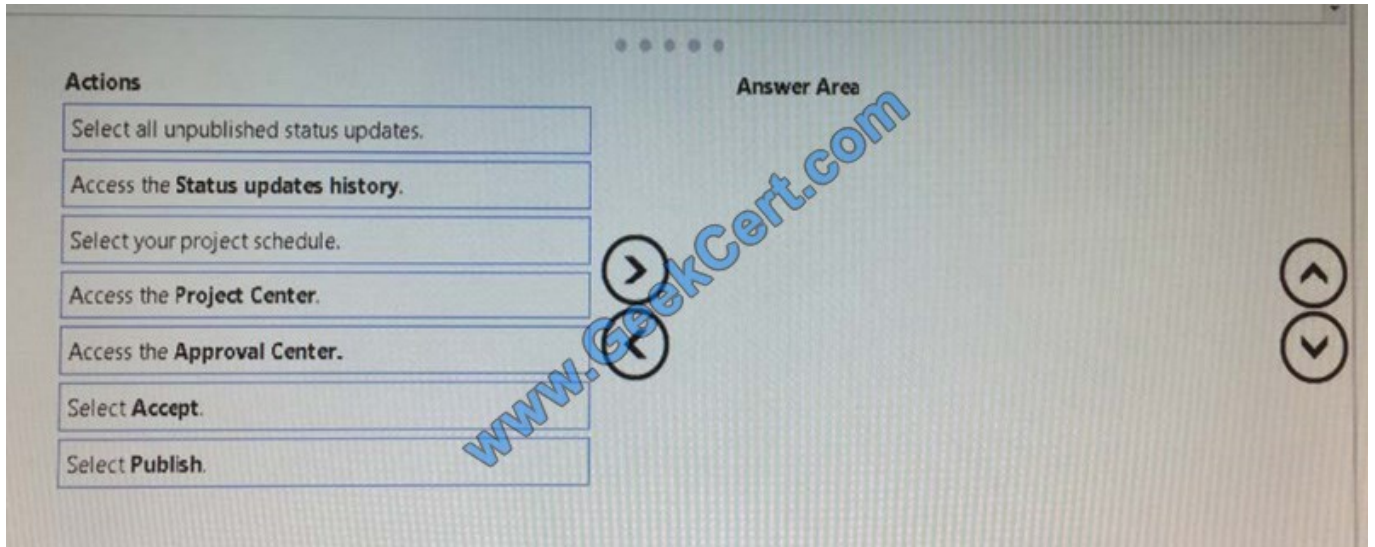 Actions
Answer Area
Select all unpublished status updates.
Access the Status updates history.
Select your project schedule.
Access the Project Center.
Access the Approval Center.
Select Accept.
Select Publish.
www.GeekCert.com